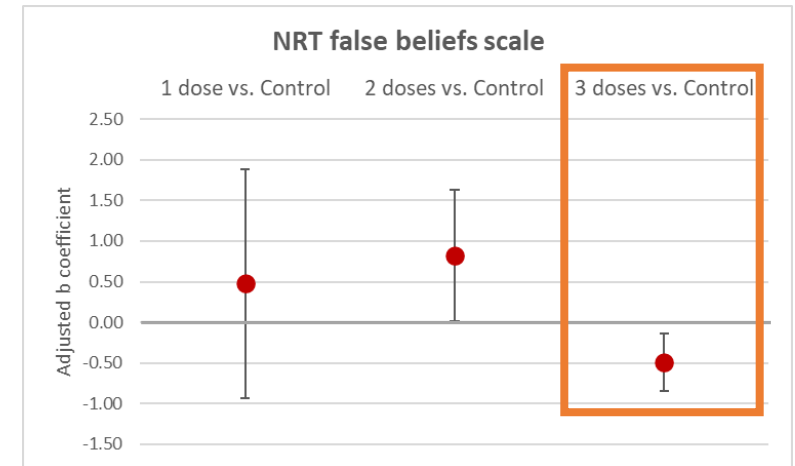 NRT false beliefs scale
1 dose vs. Control
2 doses vs. Control
3 doses vs. Control
2.50
2.00
1.50
1.00
0.50
0.00
-0.50
-1.00
-1.50
Adjusted b coefficient